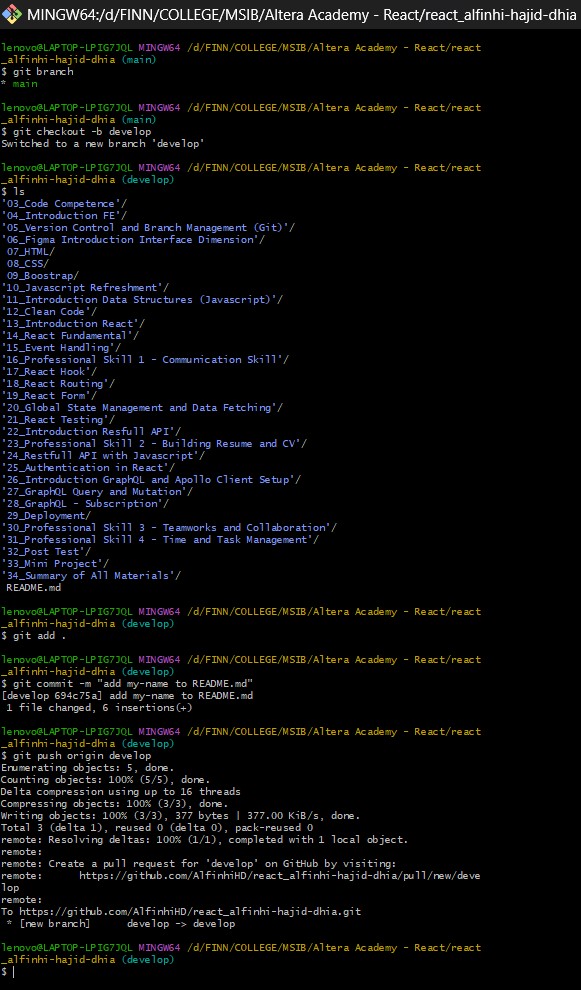 MINGW64:/d/FINN/COLLEGE/MSIB/Altera Academy - React/react_alfinhi-hajid-dhia
lenovo@LAPTOP-LPIG7JQL MINGW64 /d/FINN/COLLEGE/MSIB/Altera Academy - React/react
_alfinhi-hajid-dhia (main)
$ git branch
* main
lenovo@LAPTOP-LPIG7JQL MINGW64 /d/FINN/COLLEGE/MSIB/Altera Academy - React/react
_alfinhi-hajid-dhia (main)
$ git checkout -b develop
Switched to a new branch 'develop'
lenovo@LAPTOP-LPIG7JQL MINGW64 /d/FINN/COLLEGE/MSIB/Altera Academy - React/react
_alfinhi-hajid-dhia (develop)
$ ls
'03_Code Competence'/
'04_Introduction FE'/
'05_Version Control and Branch Management (Git)'/
'06_Figma Introduction Interface Dimension'/
07_HTML/
08_CSS/
09_Boostrap/
'10_Javascript Refreshment'/
'11_Introduction Data Structures (Javascript)'/
'12_Clean Code'/
'13_Introduction React'/
'14_React Fundamental'/
'15_Event Handling'/
'16_Professional Skill 1 - Communication Skill'/
'17_React Hook'/
'18_React Routing'/
'19_React Form'/
'20_Global State Management and Data Fetching'/
'21_React Testing'/
'22_Introduction Resfull API'/
'23_Professional Skill 2 - Building Resume and CV'/
'24_Restfull API with Javascript'/
'25_Authentication in React'/
'26_Introduction GraphQL and Apollo Client Setup'/
'27_GraphQL Query and Mutation'/
'28_GraphQL - Subscription'/
29_Deployment/
'30_Professional Skill 3 - Teamworks and Collaboration'/
'31_Professional Skill 4 - Time and Task Management'/
'32_Post Test'/
'33_Mini Project'/
'34_Summary of All Materials'/
README.md
lenovo@LAPTOP-LPIG7JQL MINGW64 /d/FINN/COLLEGE/MSIB/Altera Academy - React/react
_alfinhi-hajid-dhia (develop)
$ git add .
lenovo@LAPTOP-LPIG7JQL MINGW64 /d/FINN/COLLEGE/MSIB/Altera Academy - React/react
_alfinhi-hajid-dhia (develop)
$ git commit -m "add my-name to README.md"
[develop 694c75a] add my-name to README.md
1 file changed, 6 insertions(+)
lenovo@LAPTOP-LPIG7JQL MINGW64 /d/FINN/COLLEGE/MSIB/Altera Academy - React/react
_alfinhi-hajid-dhia (develop)
$ git push origin develop
Enumerating objects: 5, done.
Counting objects: 100% (5/5), done.
Delta compression using up to 16 threads
Compressing objects: 100% (3/3), done.
Writing objects: 100% (3/3), 377 bytes | 377.00 KiB/s, done.
Total 3 (delta 1), reused 0 (delta 0), pack-reused 0
remote: Resolving deltas: 100% (1/1), completed with 1 local object.
remote:
remote: Create a pull request for 'develop' on GitHub by visiting:
remote:      https://github.com/AlfinhiHD/react_alfinhi-hajid-dhia/pull/new/deve
lop
remote:
To https://github.com/AlfinhiHD/react_alfinhi-hajid-dhia.git
* [new branch]      develop -> develop
lenovo@LAPTOP-LPIG7JQL MINGW64 /d/FINN/COLLEGE/MSIB/Altera Academy - React/react
_alfinhi-hajid-dhia (develop)
$